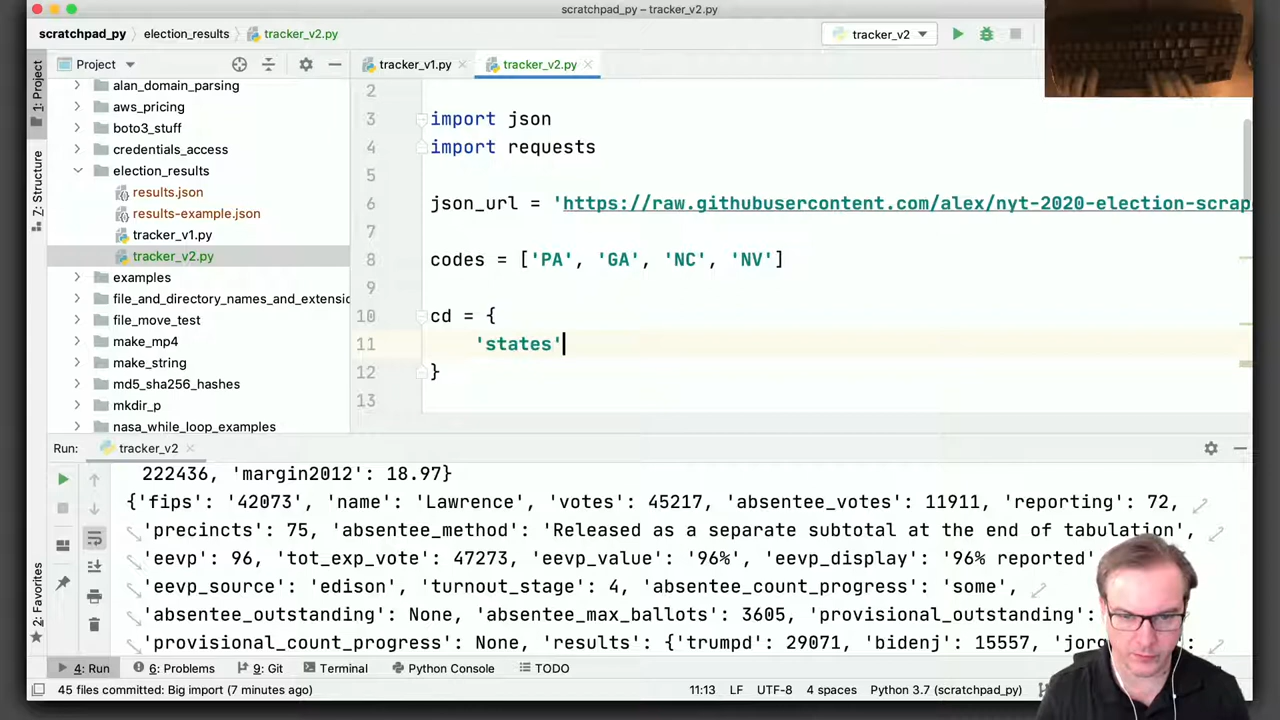 scratchpad_py – tracker_v2.py
scratchpad_py election_results tracker_v2.py
tracker_v2
Project
tracker_v1.py
tracker_v2.py
1: Project
Z: Structure
2: Favorites
alan_domain_parsing
aws_pricing
boto3_stuff
credentials_access
election_results
results.json
results-example.json
tracker_v1.py
tracker_v2.py
examples
file_and_directory_names_and_extensio
file_move_test
make_mp4
make_string
md5_sha256_hashes
mkdir_p
nasa_while_loop_examples
2
3 import json
4 import requests
5
6 json_url = 'https://raw.githubusercontent.com/alex/nyt-2020-election-scrape
7
8 codes = ['PA', 'GA', 'NC', 'NV']
9
10 cd = {
11 'states'
12 }
13
Run: tracker_v2
222436, 'margin2012': 18.97}
{'fips': '42073', 'name': 'Lawrence', 'votes': 45217, 'absentee_votes': 11911, 'reporting': 72,
'precincts': 75, 'absentee_method': 'Released as a separate subtotal at the end of tabulation',
'eevp': 96, 'tot_exp_vote': 47273, 'eevp_value': '96%', 'eevp_display': '96% reported'
'eevp_source': 'edison', 'turnout_stage': 4, 'absentee_count_progress': 'some',
'absentee_outstanding': None, 'absentee_max_ballots': 3605, 'provisional_outstanding':
'provisional_count_progress': None, 'results': {'trumpd': 29071, 'bidenj': 15557, 'jorg
4: Run 6: Problems 9: Git Terminal Python Console TODO
45 files committed: Big import (7 minutes ago) 11:13 LF UTF-8 4 spaces Python 3.7 (scratchpad_py)